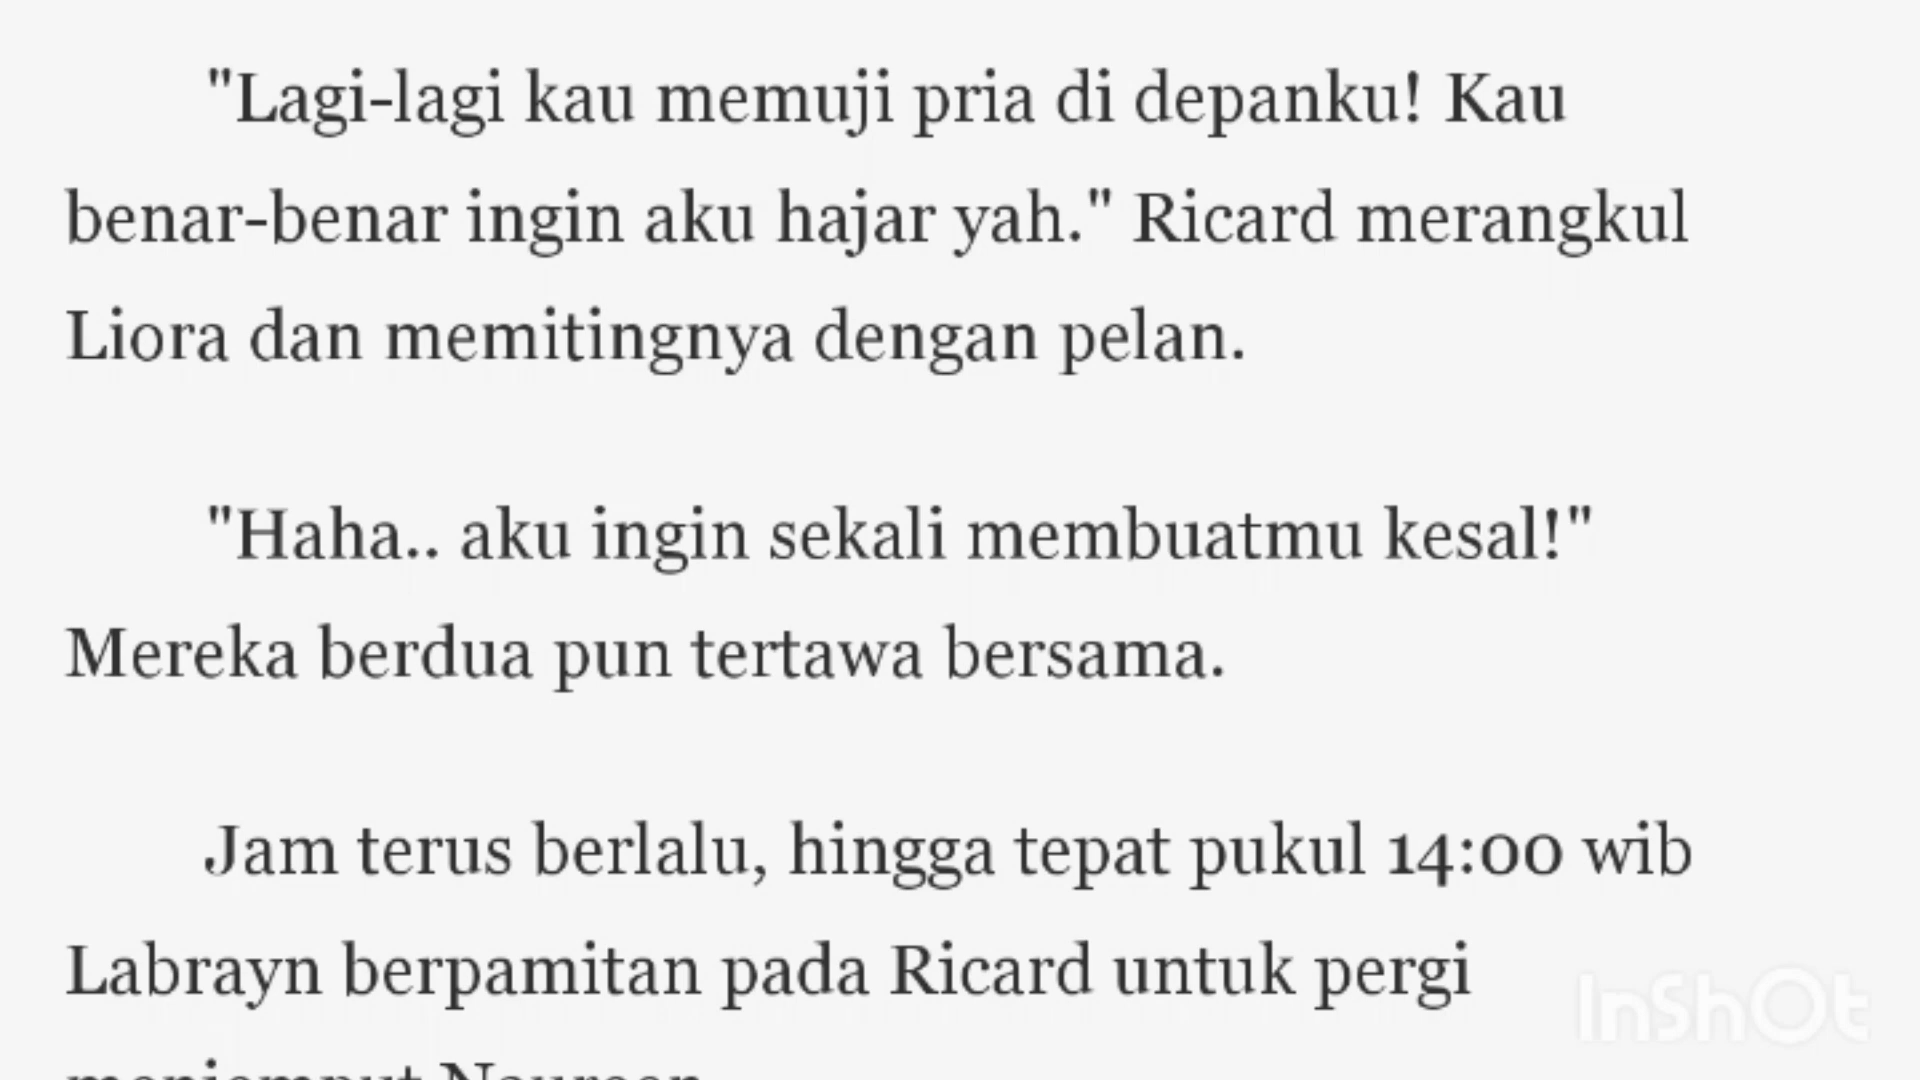 "Lagi-lagi kau memuji pria di depanku! Kau
benar-benar ingin aku hajar yah." Ricard merangkul
Liora dan memitingnya dengan pelan.
"Haha.. aku ingin sekali membuatmu kesal!"
Mereka berdua pun tertawa bersama.
Jam terus berlalu, hingga tepat pukul 14:00 wib
Labrayn berpamitan pada Ricard untuk pergi
InShOt